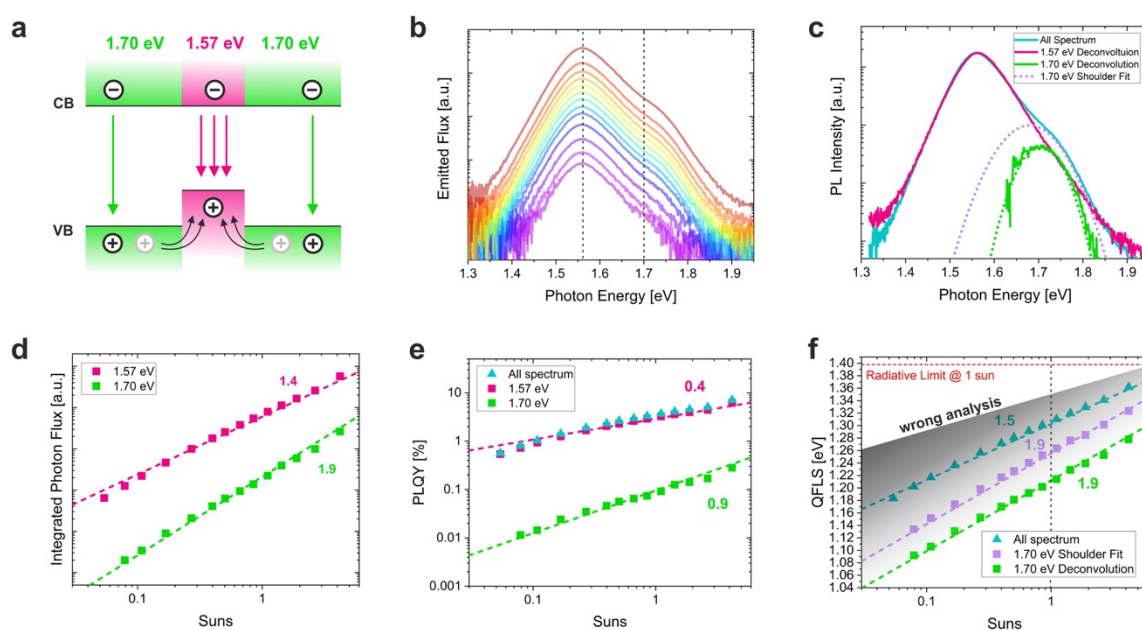 a
1.70 eV 1.57 eV 1.70 eV
CB
VB
b
Emitted Flux [a.u.]
1.3 1.4 1.5 1.6 1.7 1.8 1.9
Photon Energy [eV]
c
All Spectrum
1.57 eV Deconvoltuion
1.70 eV Deconvolution
1.70 eV Shoulder Fit
PL Intensity [a.u.]
1.3 1.4 1.5 1.6 1.7 1.8 1.9
Photon Energy [eV]
d
1.57 eV
1.70 eV
1.4
1.9
Integrated Photon Flux [a.u.]
0.1 1
Suns
e
All spectrum
1.57 eV
1.70 eV
0.4
0.9
PLQY [%]
100
10
1
0.1
0.01
0.001
0.1 1
Suns
f
Radiative Limit @ 1 sun
wrong analysis
1.5
1.9
1.9
QFLS [eV]
1.40
1.38
1.36
1.34
1.32
1.30
1.28
1.26
1.24
1.22
1.20
1.18
1.16
1.14
1.12
1.10
1.08
1.06
1.04
All spectrum
1.70 eV Shoulder Fit
1.70 eV Deconvolution
0.1 1
Suns